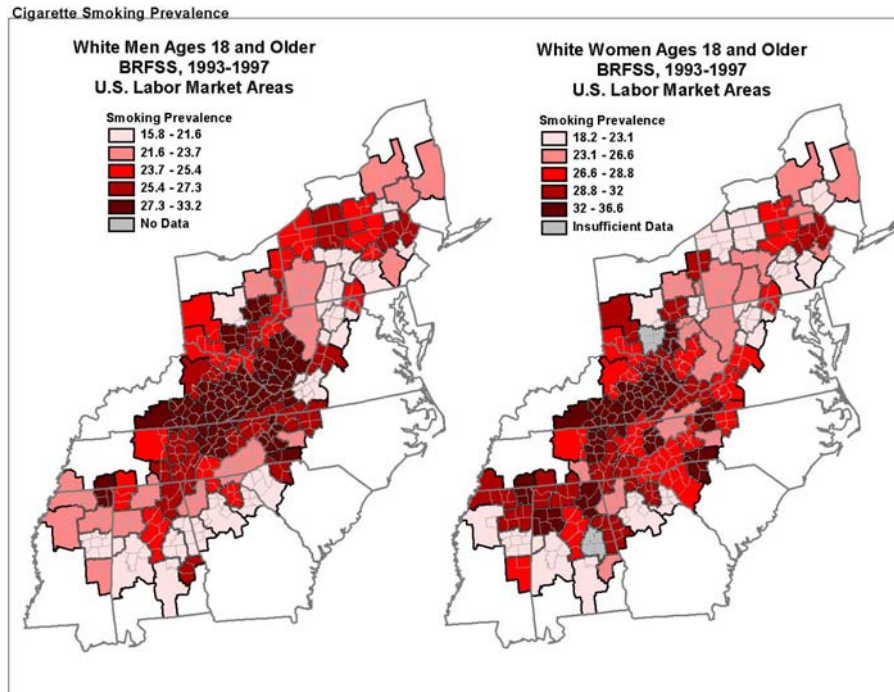 Cigarette Smoking Prevalence
White Men Ages 18 and Older
BRFSS, 1993-1997
U.S. Labor Market Areas
Smoking Prevalence
15.8 - 21.6
21.6 - 23.7
23.7 - 25.4
25.4 - 27.3
27.3 - 33.2
No Data
White Women Ages 18 and Older
BRFSS, 1993-1997
U.S. Labor Market Areas
Smoking Prevalence
18.2 - 23.1
23.1 - 26.6
26.6 - 28.8
28.8 - 32
32 - 36.6
Insufficient Data